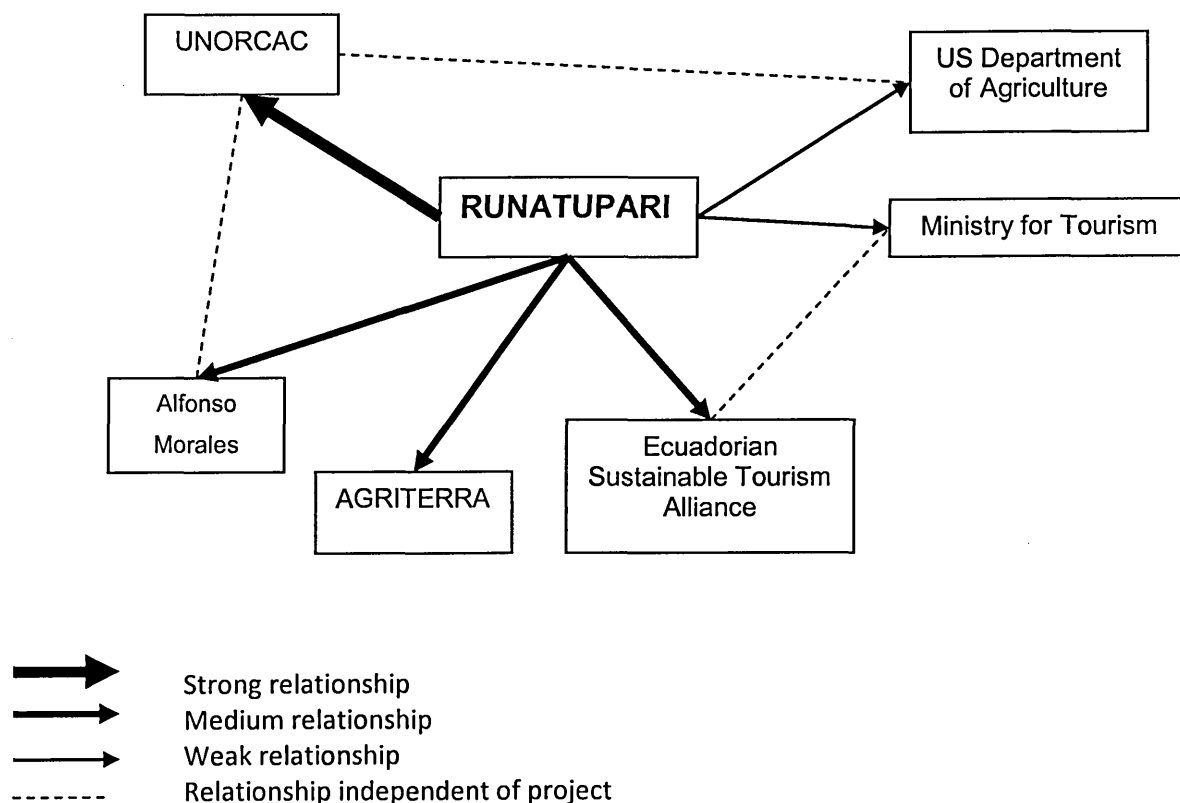 UNORCAC
US Department
of Agriculture
RUNATUPARI
Ministry for Tourism
Alfonso
Morales
AGRITERRA
Ecuadorian
Sustainable Tourism
Alliance
Strong relationship
Medium relationship
Weak relationship
Relationship independent of project